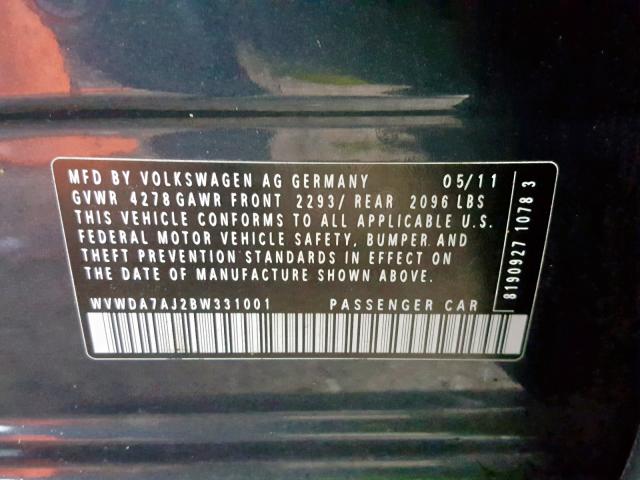 MFD BY VOLKSWAGEN AG GERMANY 05/11
GVWR 4278 GAWR FRONT 2293/ REAR 2096 LBS
THIS VEHICLE CONFORMS TO ALL APPLICABLE U.S.
FEDERAL MOTOR VEHICLE SAFETY, BUMPER AND
THEFT PREVENTION STANDARDS IN EFFECT ON
THE DATE OF MANUFACTURE SHOWN ABOVE.
WVWDA7AJ2BW331001 PASSENGER CAR
8190927 1078 3